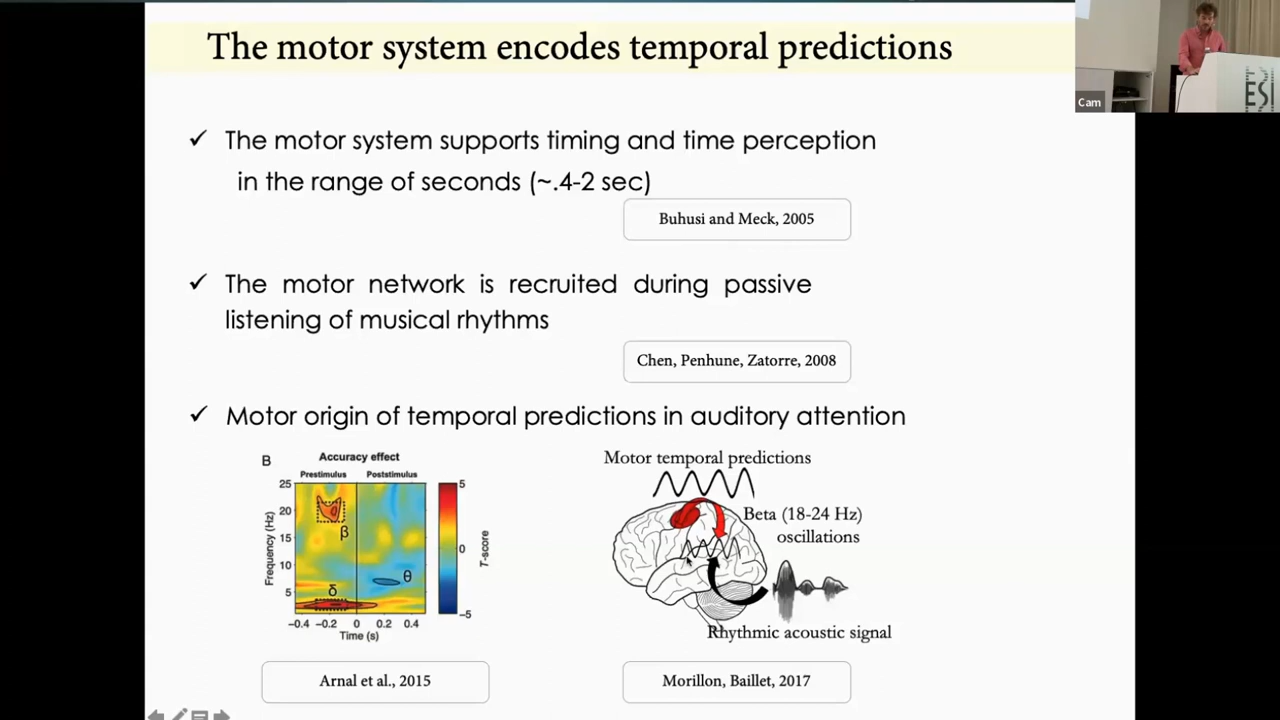 The motor system encodes temporal predictions
Cam
ESI
✓ The motor system supports timing and time perception
in the range of seconds (~.4-2 sec)
Buhusi and Meck, 2005
✓ The motor network is recruited during passive
listening of musical rhythms
Chen, Penhune, Zatorre, 2008
✓ Motor origin of temporal predictions in auditory attention
B
Accuracy effect
Prestimulus Poststimulus
Frequency (Hz)
25
20
15
10
5
β
θ
δ
−0.4 −0.2 0 0.2 0.4
Time (s)
5
0
−5
T-score
Arnal et al., 2015
Motor temporal predictions
Beta (18-24 Hz)
oscillations
Rhythmic acoustic signal
Morillon, Baillet, 2017